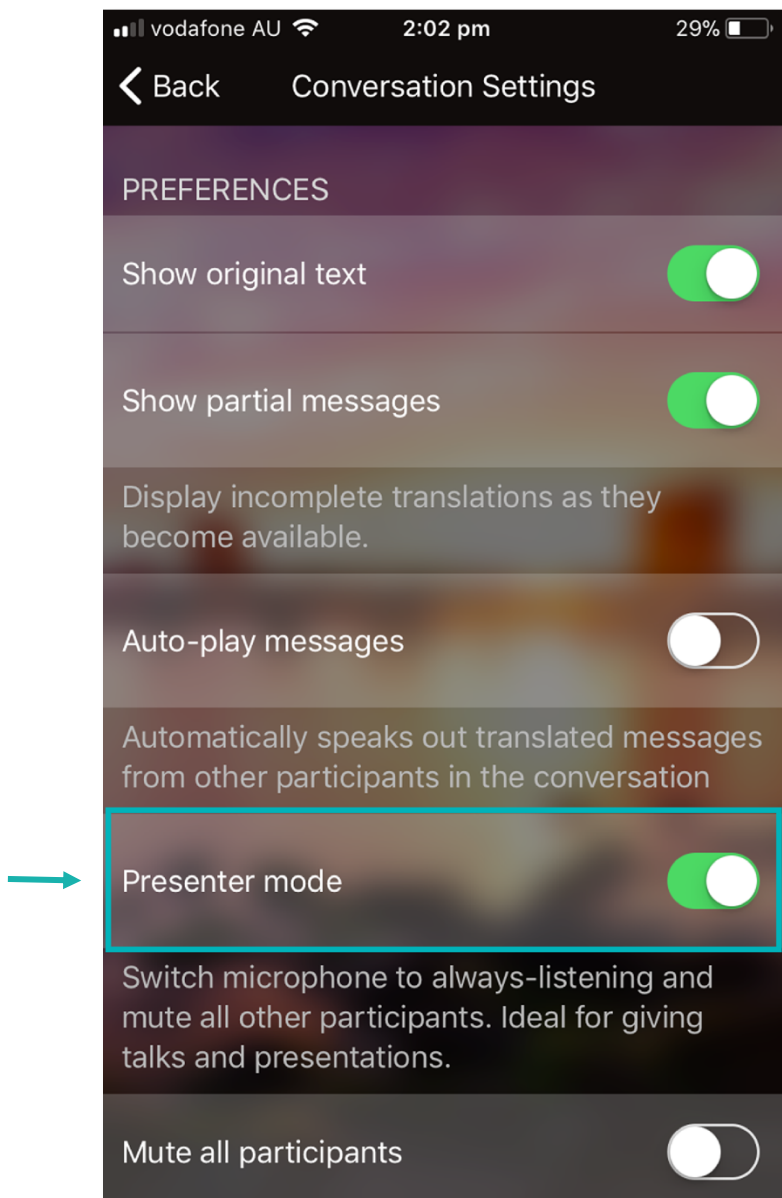 vodafone AU 2:02 pm 29%
Back Conversation Settings
PREFERENCES
Show original text
Show partial messages
Display incomplete translations as they
become available.
Auto-play messages
Automatically speaks out translated messages
from other participants in the conversation
Presenter mode
Switch microphone to always-listening and
mute all other participants. Ideal for giving
talks and presentations.
Mute all participants